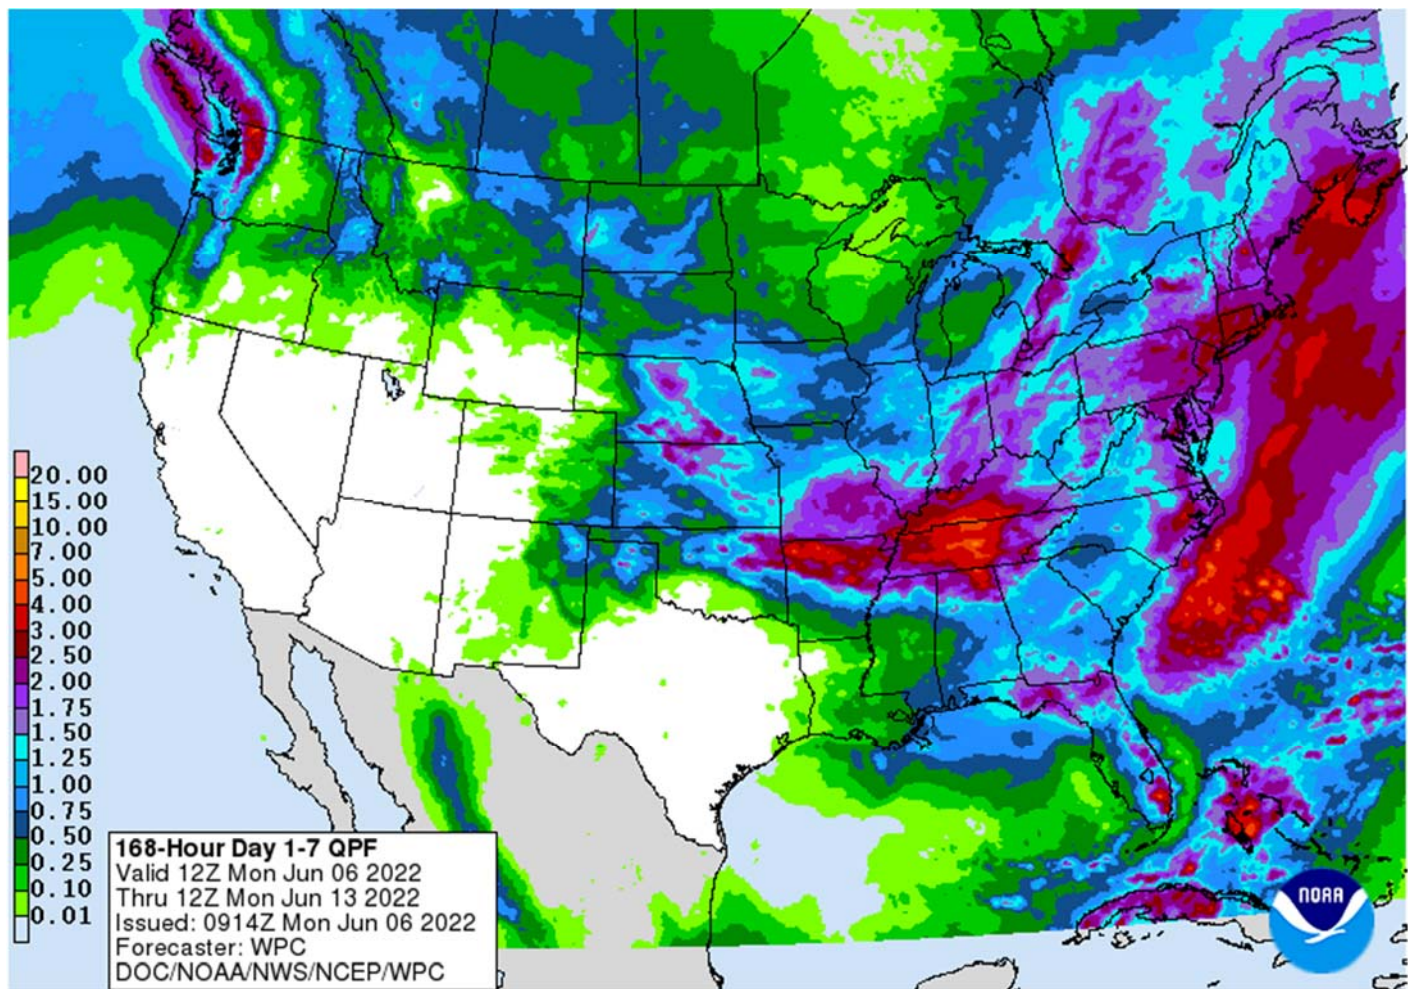 20.00
15.00
10.00
7.00
5.00
4.00
3.00
2.50
2.00
1.75
1.50
1.25
1.00
0.75
0.50
0.25
0.10
0.01
168-Hour Day 1-7 QPF
Valid 12Z Mon Jun 06 2022
Thru 12Z Mon Jun 13 2022
Issued: 0914Z Mon Jun 06 2022
Forecaster: WPC
DOC/NOAA/NWS/NCEP/WPC
NOAA